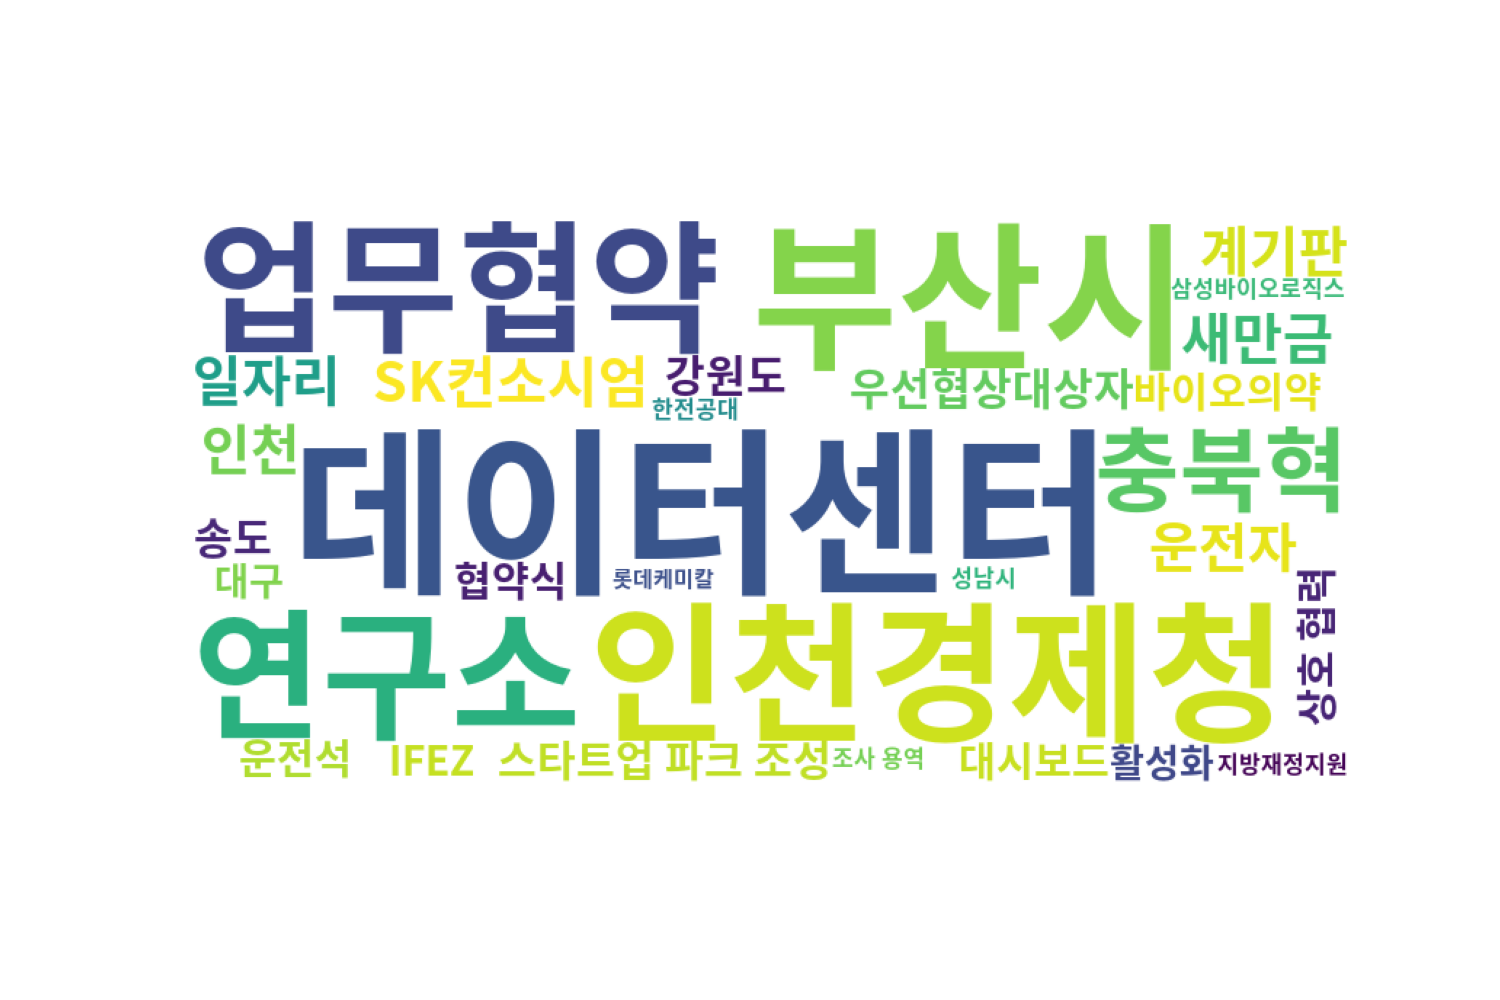 업무협약 부산시 계기판
삼성바이오로직스
새만금
일자리 SK컨소시엄 강원도 우선협상대상자 바이오의약
한전공대
인천 데이터센터 충북혁
송도 운전자
대구 협약식 롯데케미칼 성남시
상호 협력
연구소 인천경제청
운전석 IFEZ 스타트업 파크 조성 조사 용역 대시보드 활성화 지방재정지원